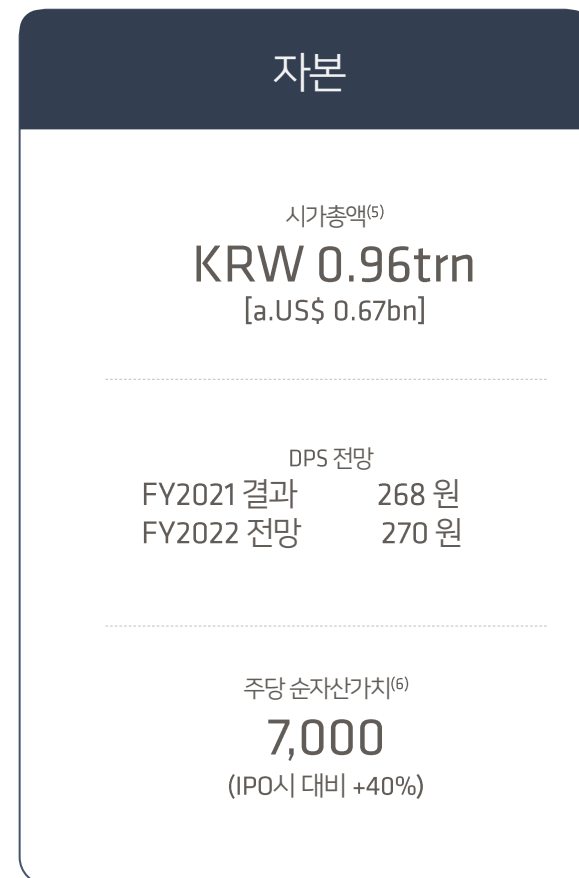 자본
시가총액(5)
KRW 0.96trn
[a.US$ 0.67bn]
DPS 전망
FY2021 결과 268 원
FY2022 전망 270 원
주당 순자산가치(6)
7,000
(IPO시 대비 +40%)